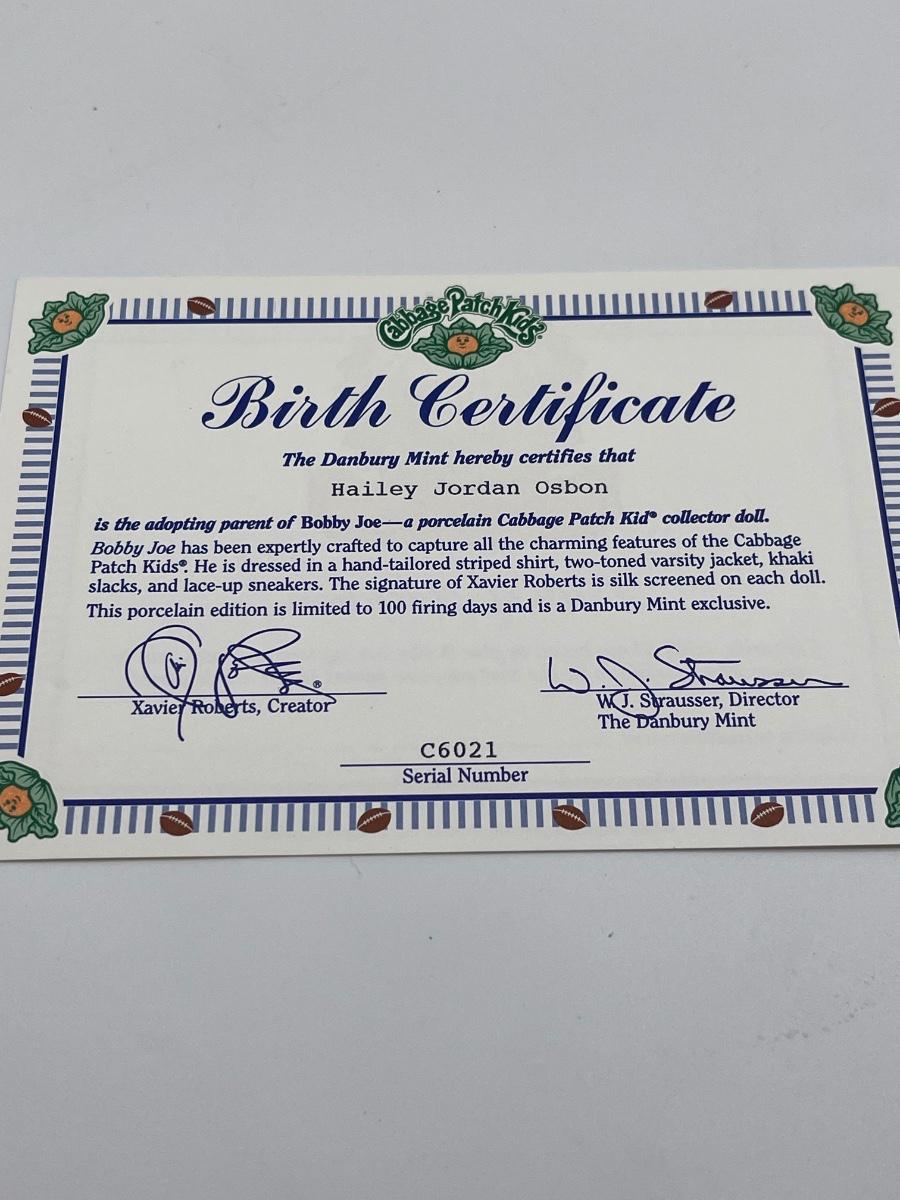 Cabbage Patch Kids®
Birth Certificate
The Danbury Mint hereby certifies that
Hailey Jordan Osbon
is the adopting parent of Bobby Joe—a porcelain Cabbage Patch Kid® collector doll.
Bobby Joe has been expertly crafted to capture all the charming features of the Cabbage
Patch Kids®. He is dressed in a hand-tailored striped shirt, two-toned varsity jacket, khaki
slacks, and lace-up sneakers. The signature of Xavier Roberts is silk screened on each doll.
This porcelain edition is limited to 100 firing days and is a Danbury Mint exclusive.
®
W. J. Strausser
Xavier Roberts, Creator
W.J. Strausser, Director
The Danbury Mint
C6021
Serial Number